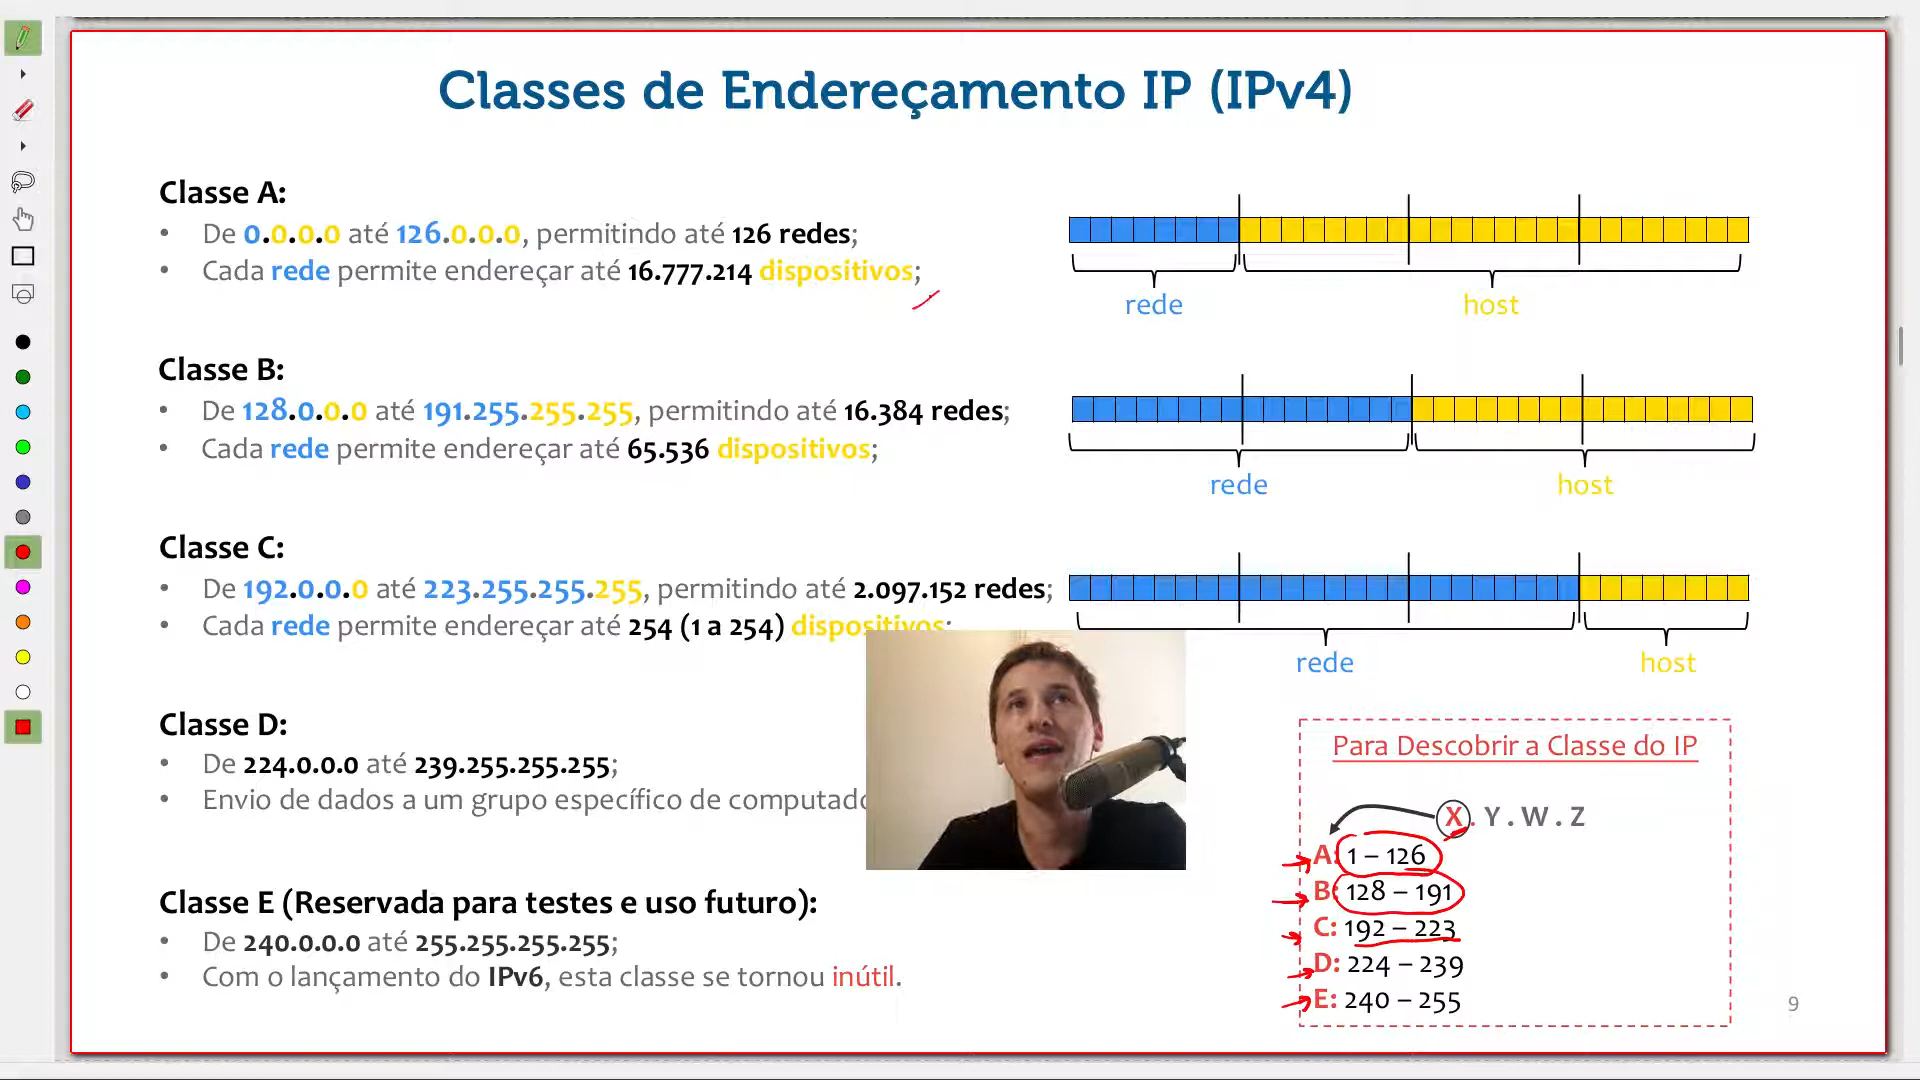 Classes de Endereçamento IP (IPv4)
Classe A:
• De 0.0.0.0 até 126.0.0.0, permitindo até 126 redes;
• Cada rede permite endereçar até 16.777.214 dispositivos;
rede host
Classe B:
• De 128.0.0.0 até 191.255.255.255, permitindo até 16.384 redes;
• Cada rede permite endereçar até 65.536 dispositivos;
rede host
Classe C:
• De 192.0.0.0 até 223.255.255.255, permitindo até 2.097.152 redes;
• Cada rede permite endereçar até 254 (1 a 254) dispositivos;
rede host
Classe D:
• De 224.0.0.0 até 239.255.255.255;
• Envio de dados a um grupo específico de
Classe E (Reservada para testes e uso futuro):
• De 240.0.0.0 até 255.255.255.255;
• Com o lançamento do IPv6, esta classe se tornou inútil.
Para Descobrir a Classe do IP
X . Y . W . Z
A: 1 – 126
B: 128 – 191
C: 192 – 223
D: 224 – 239
E: 240 – 255
9